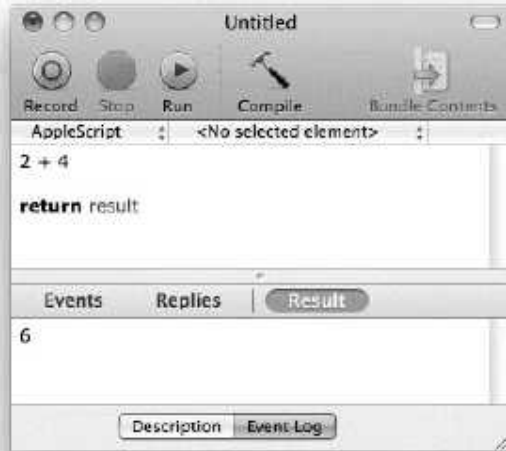 Untitled
Record Stop Run Compile Bundle Contents
AppleScript <No selected element>
2 + 4
return result
Events Replies Result
6
Description Event Log